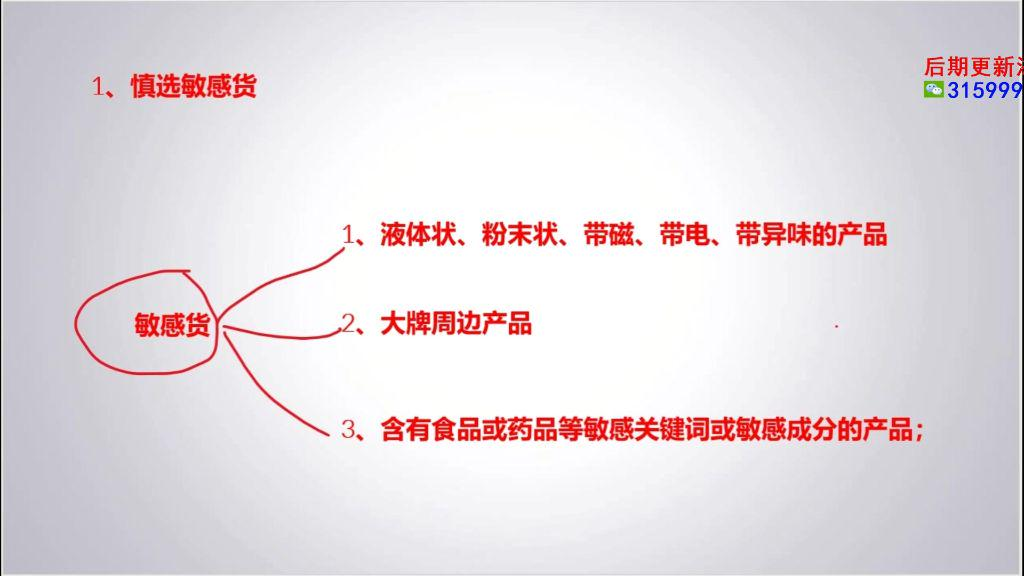 1、慎选敏感货
后期更新
315999
1、液体状、粉末状、带磁、带电、带异味的产品
敏感货
2、大牌周边产品
3、含有食品或药品等敏感关键词或敏感成分的产品；